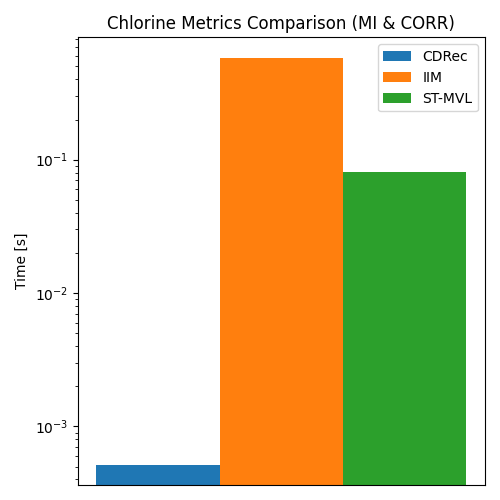 Chlorine Metrics Comparison (MI & CORR)
CDRec
IIM
ST-MVL
Time [s]
10⁻¹
10⁻²
10⁻³